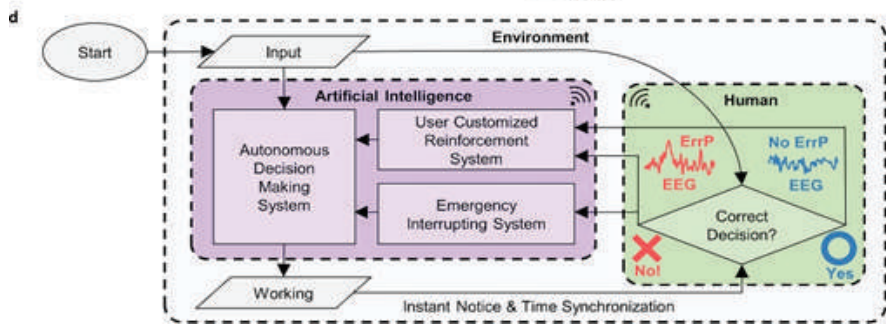 d
Start
Input
Environment
Artificial Intelligence
Human
Autonomous
Decision
Making
System
User Customized
Reinforcement
System
Emergency
Interrupting System
ErrP
EEG
No ErrP
EEG
Correct
Decision?
No!
Yes
Working
Instant Notice & Time Synchronization